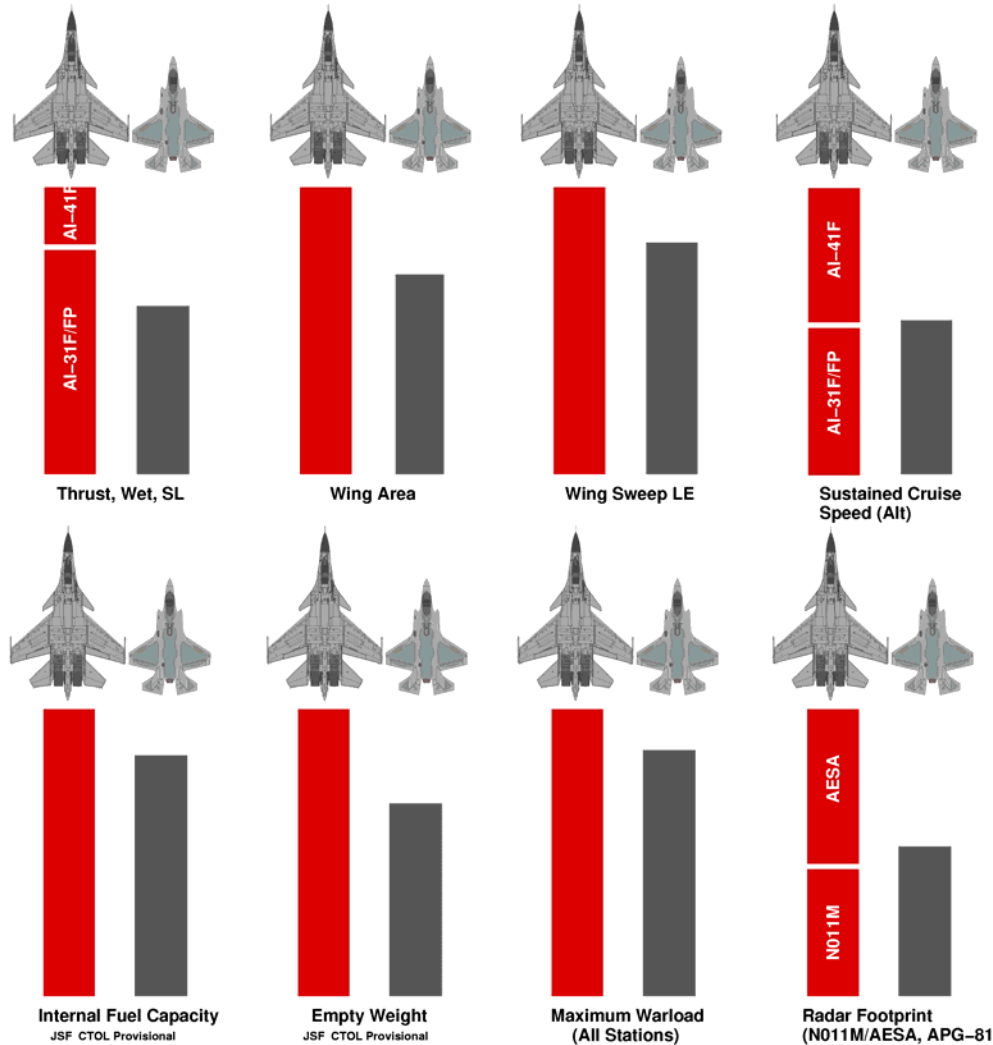 AI-41F
AI-31F/FP
Thrust, Wet, SL
Wing Area
Wing Sweep LE
AI-41F
AI-31F/FP
Sustained Cruise
Speed (Alt)
Internal Fuel Capacity
JSF CTOL Provisional
Empty Weight
JSF CTOL Provisional
Maximum Warload
(All Stations)
AESA
N011M
Radar Footprint
(N011M/AESA, APG-81